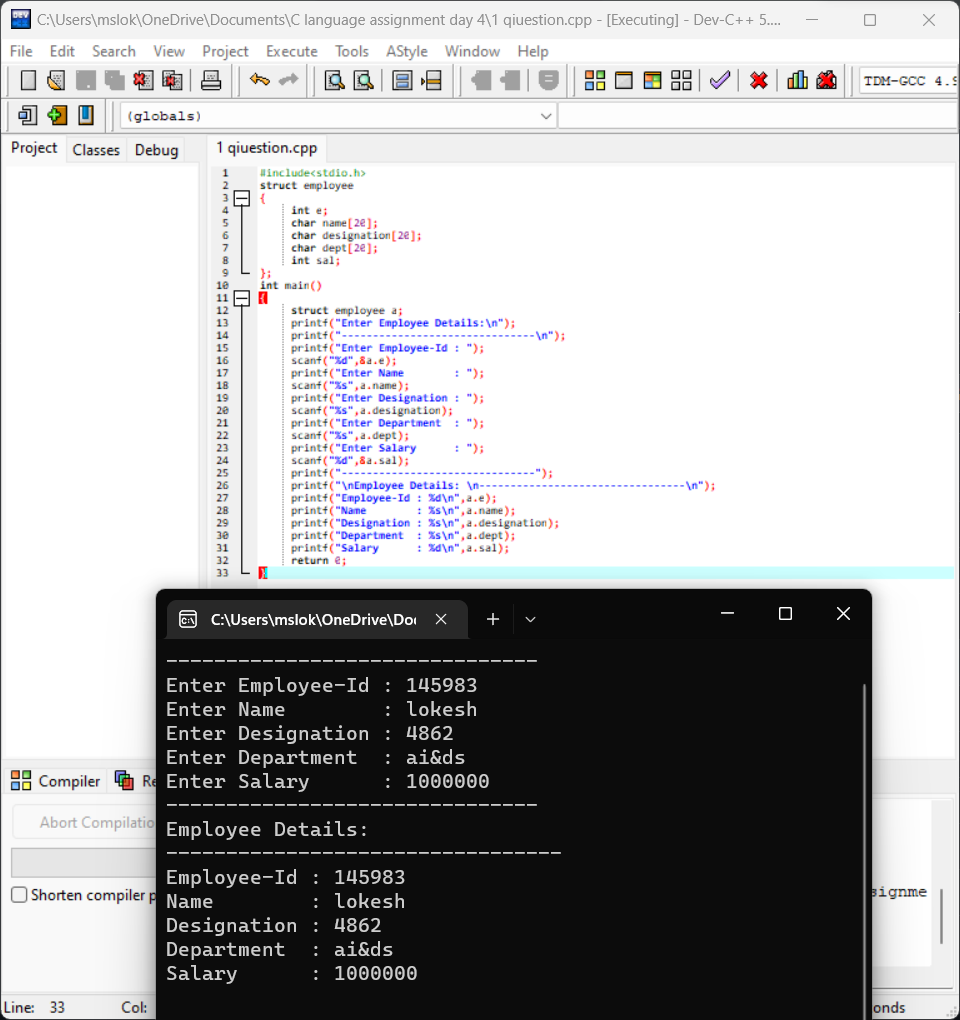 C:\Users\mslok\OneDrive\Documents\C language assignment day 4\1 qiuestion.cpp - [Executing] - Dev-C++ 5....
File Edit Search View Project Execute Tools AStyle Window Help
TDM-GCC 4.9
(globals)
Project Classes Debug 1 qiuestion.cpp
1 #include<stdio.h>
2 struct employee
3 {
4 int e;
5 char name[20];
6 char designation[20];
7 char dept[20];
8 int sal;
9 };
10 int main()
11 {
12 struct employee a;
13 printf("Enter Employee Details:\n");
14 printf("-------------------------------\n");
15 printf("Enter Employee-Id : ");
16 scanf("%d",&a.e);
17 printf("Enter Name        : ");
18 scanf("%s",a.name);
19 printf("Enter Designation : ");
20 scanf("%s",a.designation);
21 printf("Enter Department  : ");
22 scanf("%s",a.dept);
23 printf("Enter Salary      : ");
24 scanf("%d",&a.sal);
25 printf("-------------------------------");
26 printf("\nEmployee Details: \n---------------------------------\n");
27 printf("Employee-Id : %d\n",a.e);
28 printf("Name        : %s\n",a.name);
29 printf("Designation : %s\n",a.designation);
30 printf("Department  : %s\n",a.dept);
31 printf("Salary      : %d\n",a.sal);
32 return 0;
33 }
C:\Users\mslok\OneDrive\Doc
-------------------------------
Enter Employee-Id : 145983
Enter Name        : lokesh
Enter Designation : 4862
Enter Department  : ai&ds
Enter Salary      : 1000000
-------------------------------
Employee Details:
---------------------------------
Employee-Id : 145983
Name        : lokesh
Designation : 4862
Department  : ai&ds
Salary      : 1000000
Compiler Re
Abort Compilatio
Shorten compiler p
signme
Line: 33 Col: onds